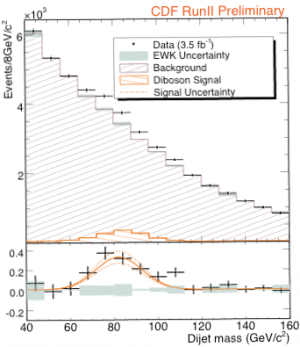 CDF RunII Preliminary
Data (3.5 fb⁻¹)
EWK Uncertainty
Background
Diboson Signal
Signal Uncertainty
Events/8GeV/c²
6
4
2
×10³
×10³
×10³
0.4
0.2
0.0
-0.2
40 60 80 100 120 140 160
Dijet mass (GeV/c²)